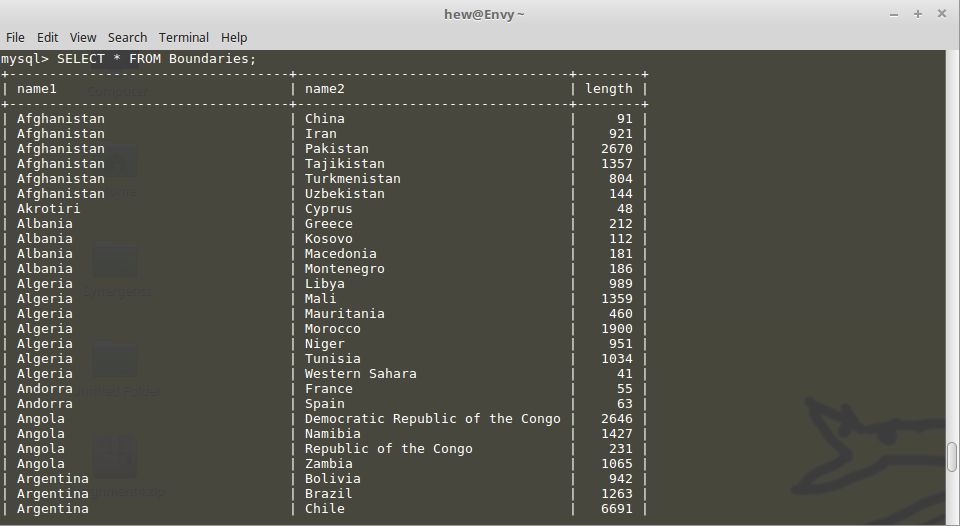 hew@Envy ~
File Edit View Search Terminal Help
mysql> SELECT * FROM Boundaries;
+-----------------------------------+----------------------------------+--------+
| name1 | name2 | length |
+-----------------------------------+----------------------------------+--------+
| Afghanistan | China | 91 |
| Afghanistan | Iran | 921 |
| Afghanistan | Pakistan | 2670 |
| Afghanistan | Tajikistan | 1357 |
| Afghanistan | Turkmenistan | 804 |
| Afghanistan | Uzbekistan | 144 |
| Akrotiri | Cyprus | 48 |
| Albania | Greece | 212 |
| Albania | Kosovo | 112 |
| Albania | Macedonia | 181 |
| Albania | Montenegro | 186 |
| Algeria | Libya | 989 |
| Algeria | Mali | 1359 |
| Algeria | Mauritania | 460 |
| Algeria | Morocco | 1900 |
| Algeria | Niger | 951 |
| Algeria | Tunisia | 1034 |
| Algeria | Western Sahara | 41 |
| Andorra | France | 55 |
| Andorra | Spain | 63 |
| Angola | Democratic Republic of the Congo | 2646 |
| Angola | Namibia | 1427 |
| Angola | Republic of the Congo | 231 |
| Angola | Zambia | 1065 |
| Argentina | Bolivia | 942 |
| Argentina | Brazil | 1263 |
| Argentina | Chile | 6691 |